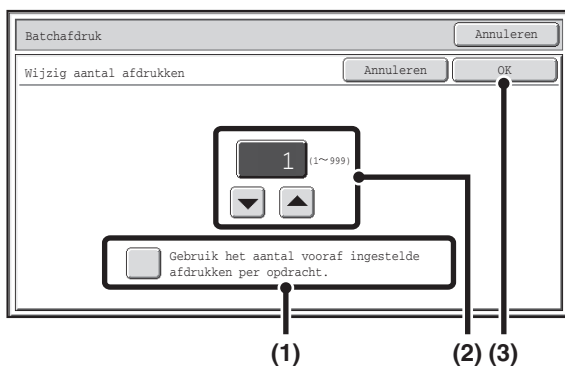 Batchafdruk
Annuleren
Wijzig aantal afdrukken
Annuleren
OK
1
(1～999)
Gebruik het aantal vooraf ingestelde
afdrukken per opdracht.
(1)
(2) (3)